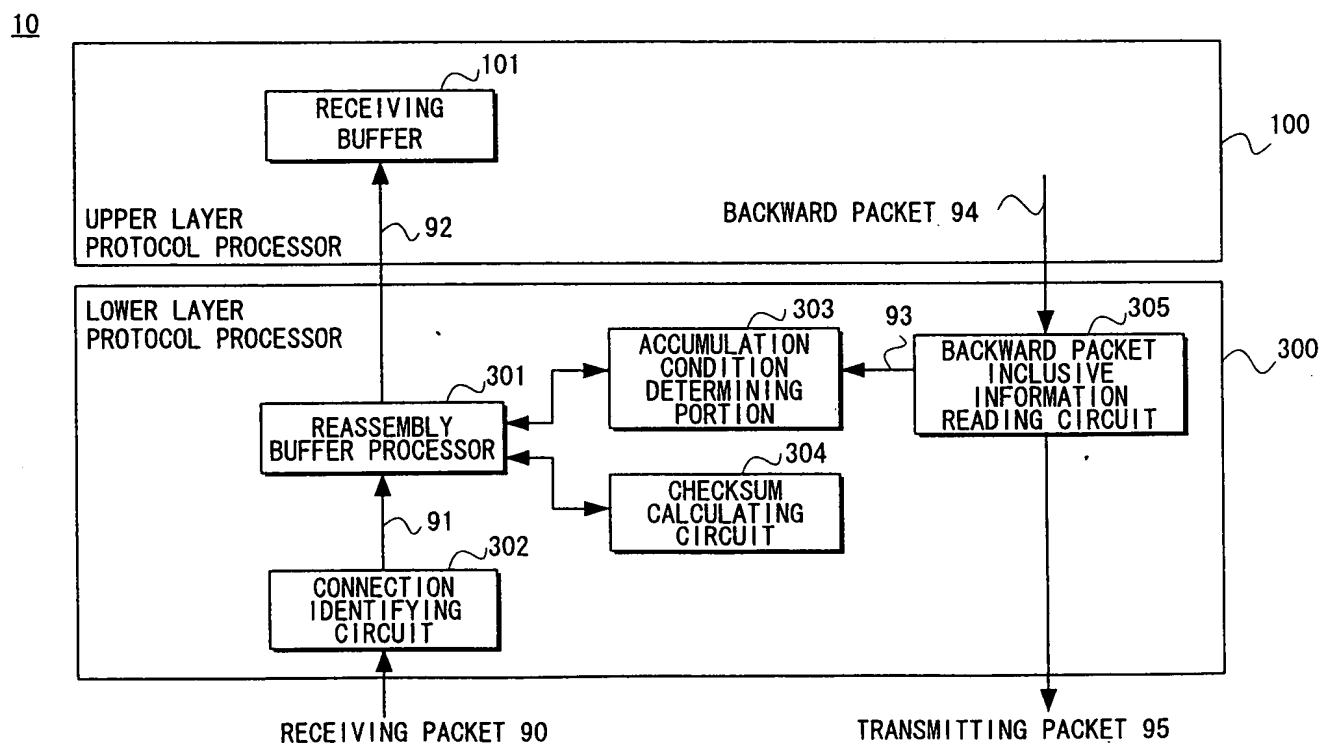 10
101
RECEIVING
BUFFER
100
UPPER LAYER
PROTOCOL PROCESSOR
92
BACKWARD PACKET 94
LOWER LAYER
PROTOCOL PROCESSOR
303
ACCUMULATION
CONDITION
DETERMINING
PORTION
93
305
BACKWARD PACKET
INCLUSIVE
INFORMATION
READING CIRCUIT
300
301
REASSEMBLY
BUFFER PROCESSOR
304
CHECKSUM
CALCULATING
CIRCUIT
91
302
CONNECTION
IDENTIFYING
CIRCUIT
RECEIVING PACKET 90
TRANSMITTING PACKET 95